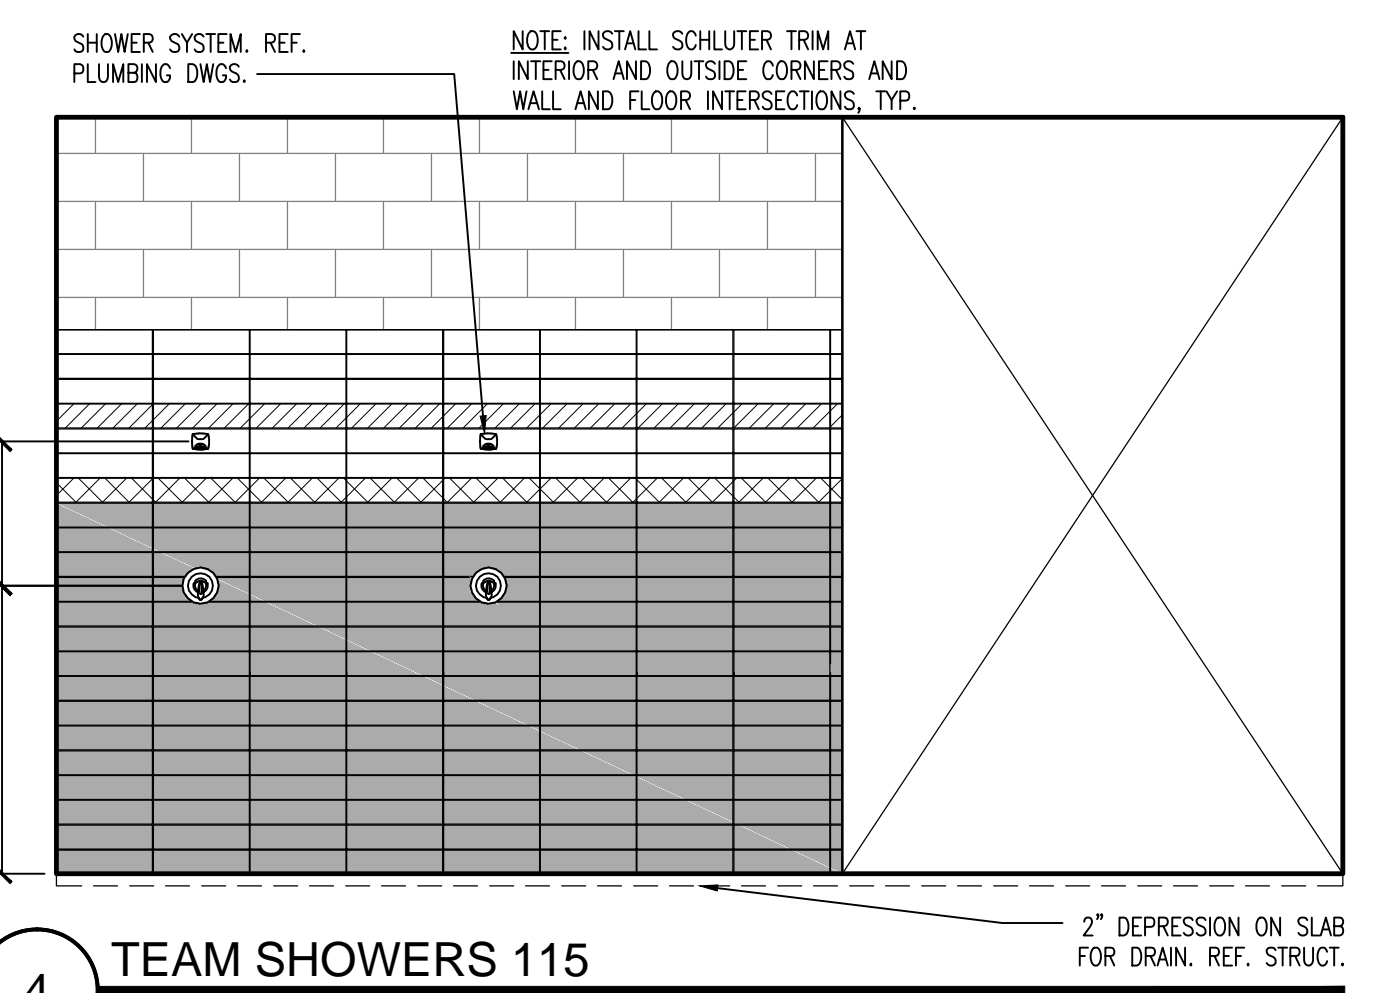 SHOWER SYSTEM. REF.
PLUMBING DWGS.
NOTE: INSTALL SCHLUTER TRIM AT
INTERIOR AND OUTSIDE CORNERS AND
WALL AND FLOOR INTERSECTIONS, TYP.
2” DEPRESSION ON SLAB
FOR DRAIN. REF. STRUCT.
4
TEAM SHOWERS 115